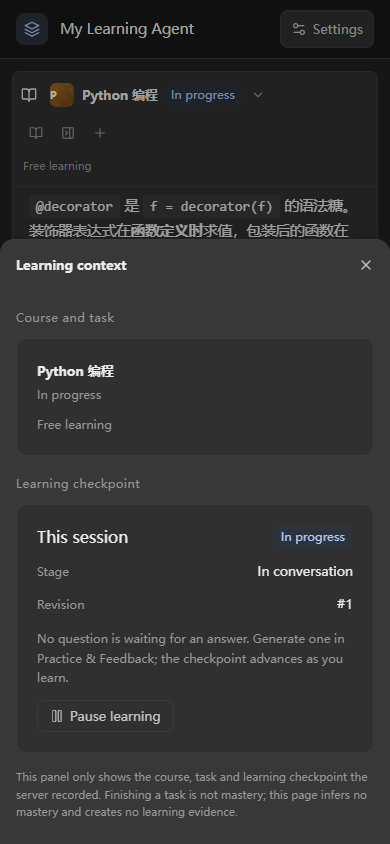 My Learning Agent
Settings
P
Python 编程
In progress
Free learning
@decorator 是 f = decorator(f) 的语法糖。
装饰器表达式在函数定义时求值，包装后的函数在
Learning context
Course and task
Python 编程
In progress
Free learning
Learning checkpoint
This session
In progress
Stage
In conversation
Revision
#1
No question is waiting for an answer. Generate one in
Practice & Feedback; the checkpoint advances as you
learn.
Pause learning
This panel only shows the course, task and learning checkpoint the
server recorded. Finishing a task is not mastery; this page infers no
mastery and creates no learning evidence.